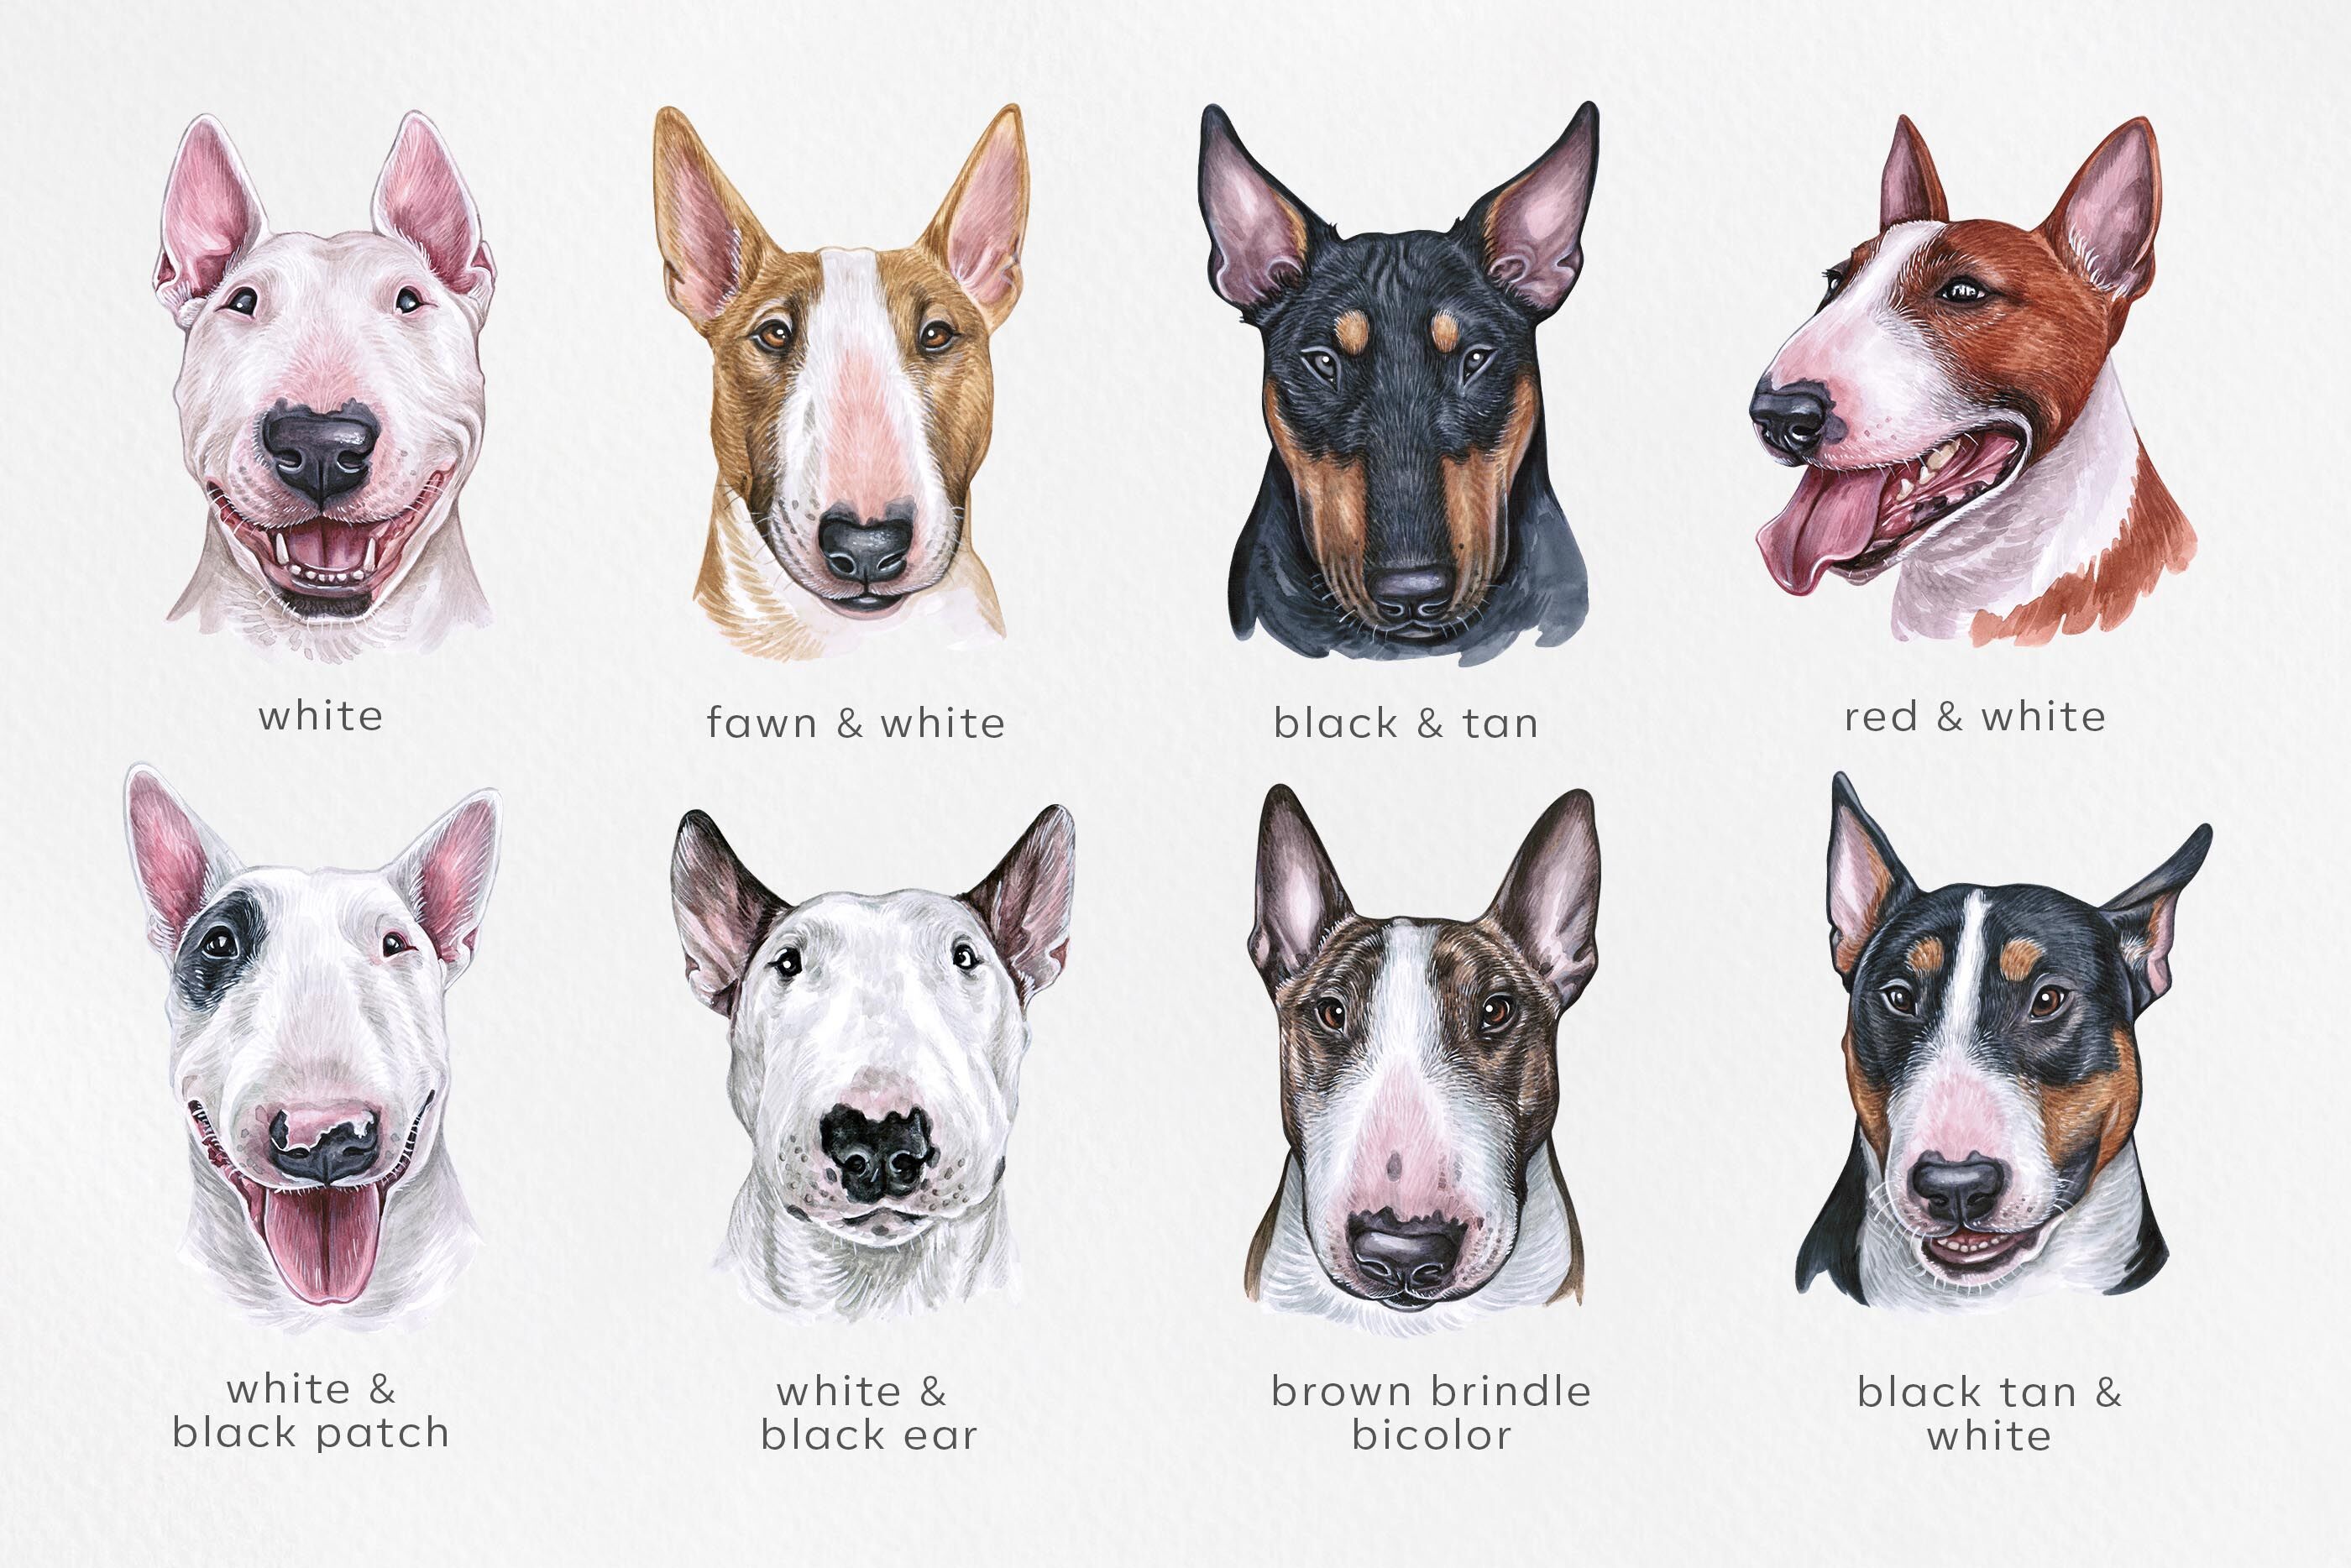 white
fawn & white
black & tan
red & white
white &
black patch
white &
black ear
brown brindle
bicolor
black tan &
white